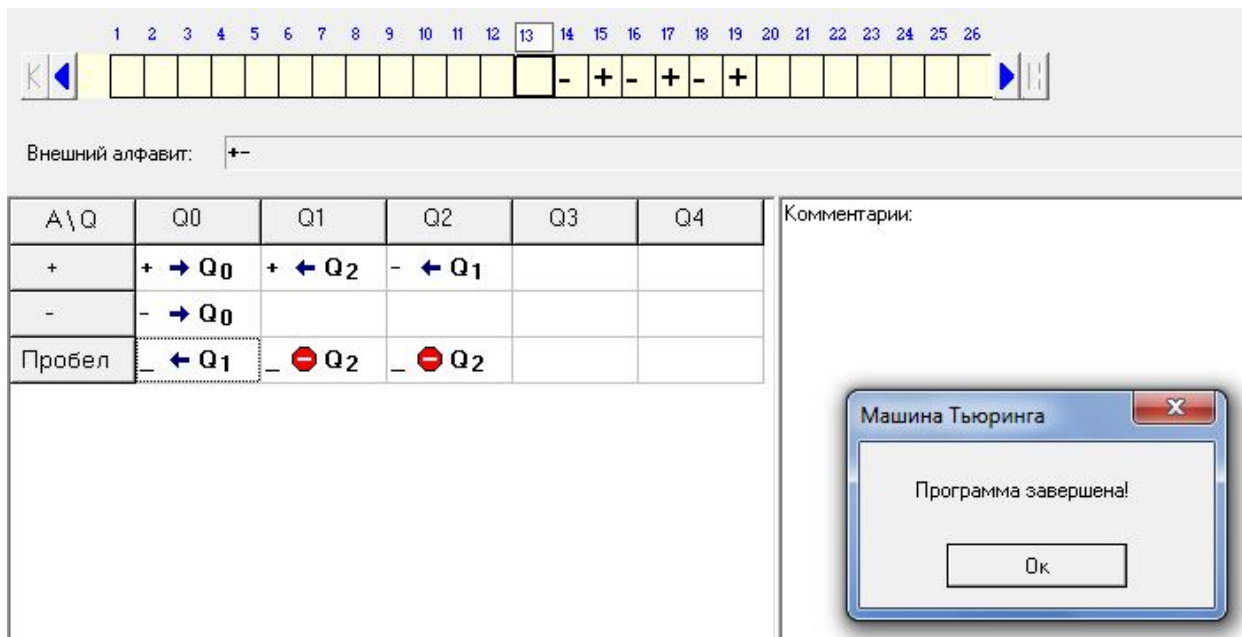 1 2 3 4 5 6 7 8 9 10 11 12 13 14 15 16 17 18 19 20 21 22 23 24 25 26
- + - + - +
Внешний алфавит: +-
A\Q Q0 Q1 Q2 Q3 Q4
+ + → Q0 + ← Q2 - ← Q1
- - → Q0
Пробел _ ← Q1 _ Q2 _ Q2
Комментарии:
Машина Тьюринга
Программа завершена!
Ок